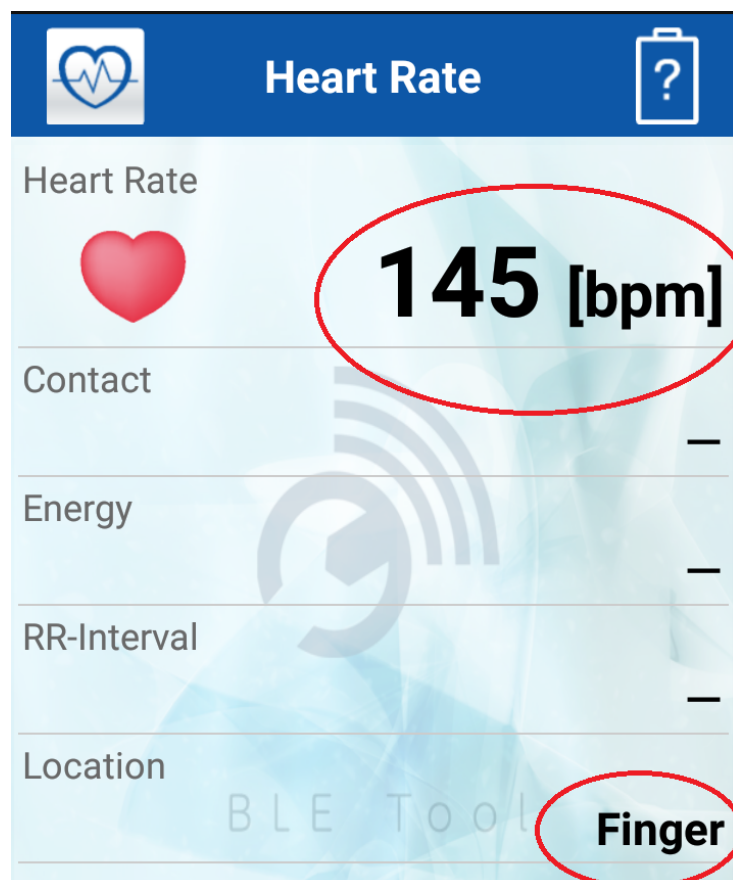 ?
Heart Rate
Heart Rate
145 [bpm]
Contact
–
Energy
–
RR-Interval
–
Location
BLE Tool
Finger